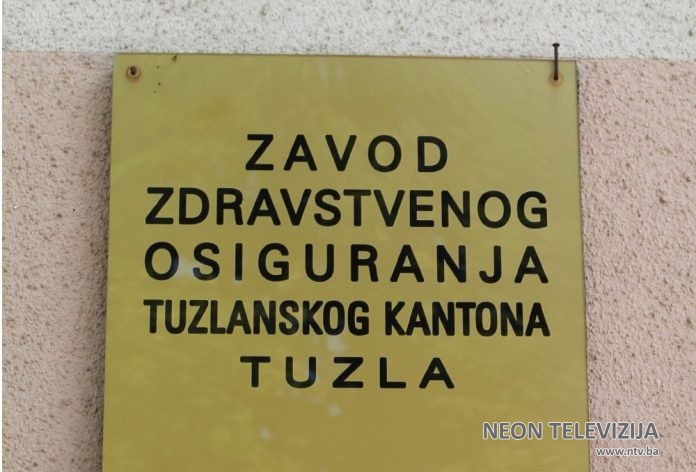 ZAVOD
ZDRAVSTVENOG
OSIGURANJA
TUZLANSKOG KANTONA
TUZLA
NEON TELEVIZIJA
www.ntv.ba